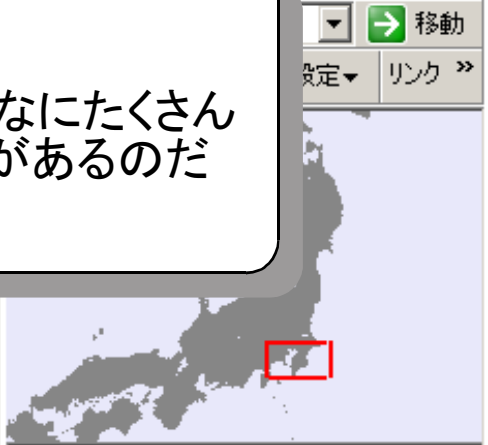 移動
設定 リンク »
なにたくさん
があるのだ